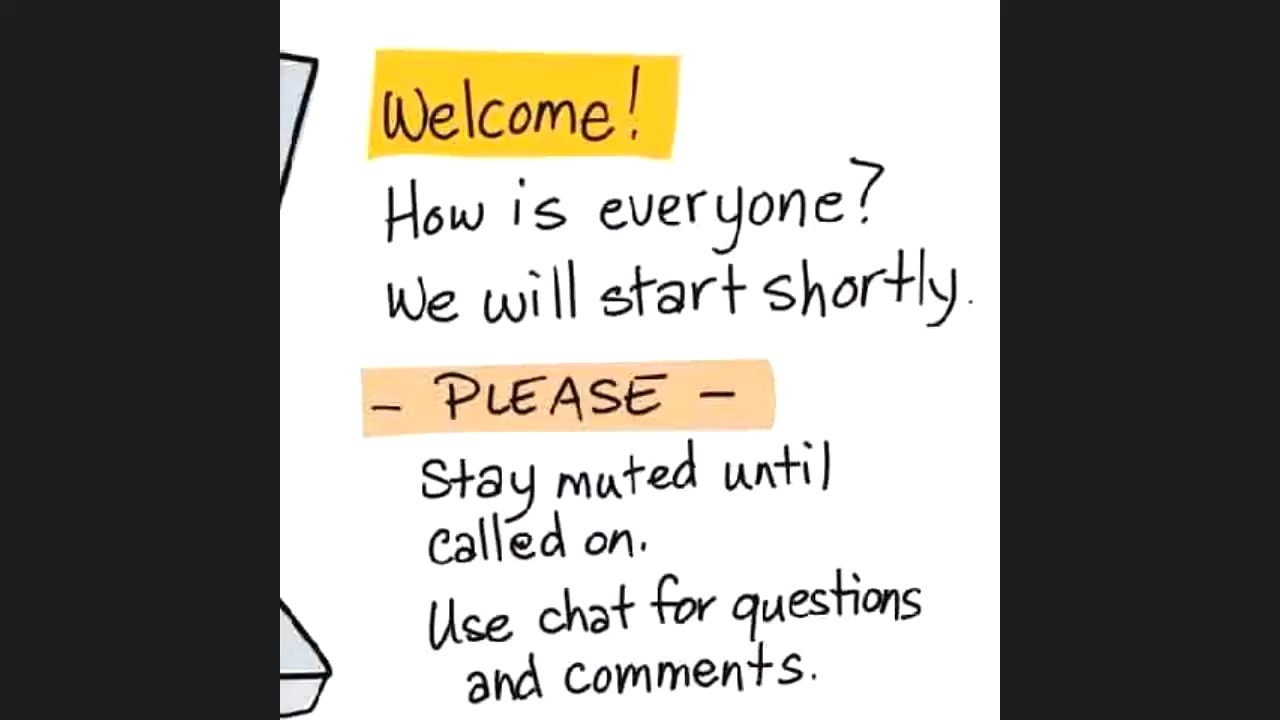 Welcome!
How is everyone?
We will start shortly.
- PLEASE -
Stay muted until
called on.
Use chat for questions
and comments.